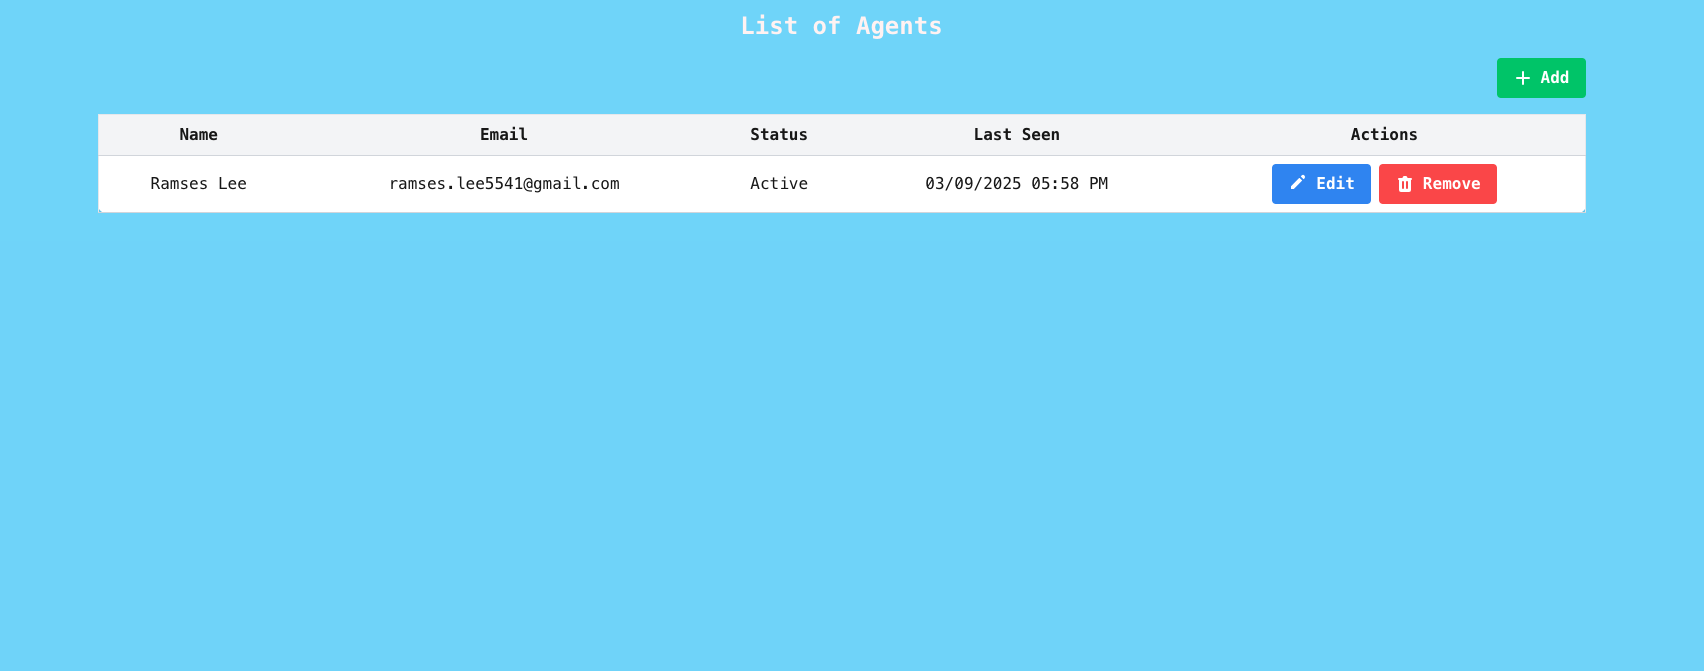 List of Agents
Add
Name Email Status Last Seen Actions
Ramses Lee ramses.lee5541@gmail.com Active 03/09/2025 05:58 PM Edit Remove